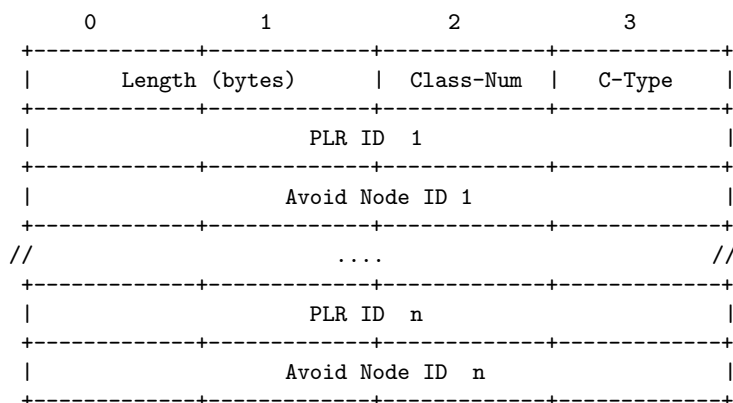 0 1 2 3
+-------------+-------------+-------------+-------------+
| Length (bytes) | Class-Num | C-Type |
+-------------+-------------+-------------+-------------+
| PLR ID 1 |
+-------------+-------------+-------------+-------------+
| Avoid Node ID 1 |
+-------------+-------------+-------------+-------------+
// .... //
+-------------+-------------+-------------+-------------+
| PLR ID n |
+-------------+-------------+-------------+-------------+
| Avoid Node ID n |
+-------------+-------------+-------------+-------------+